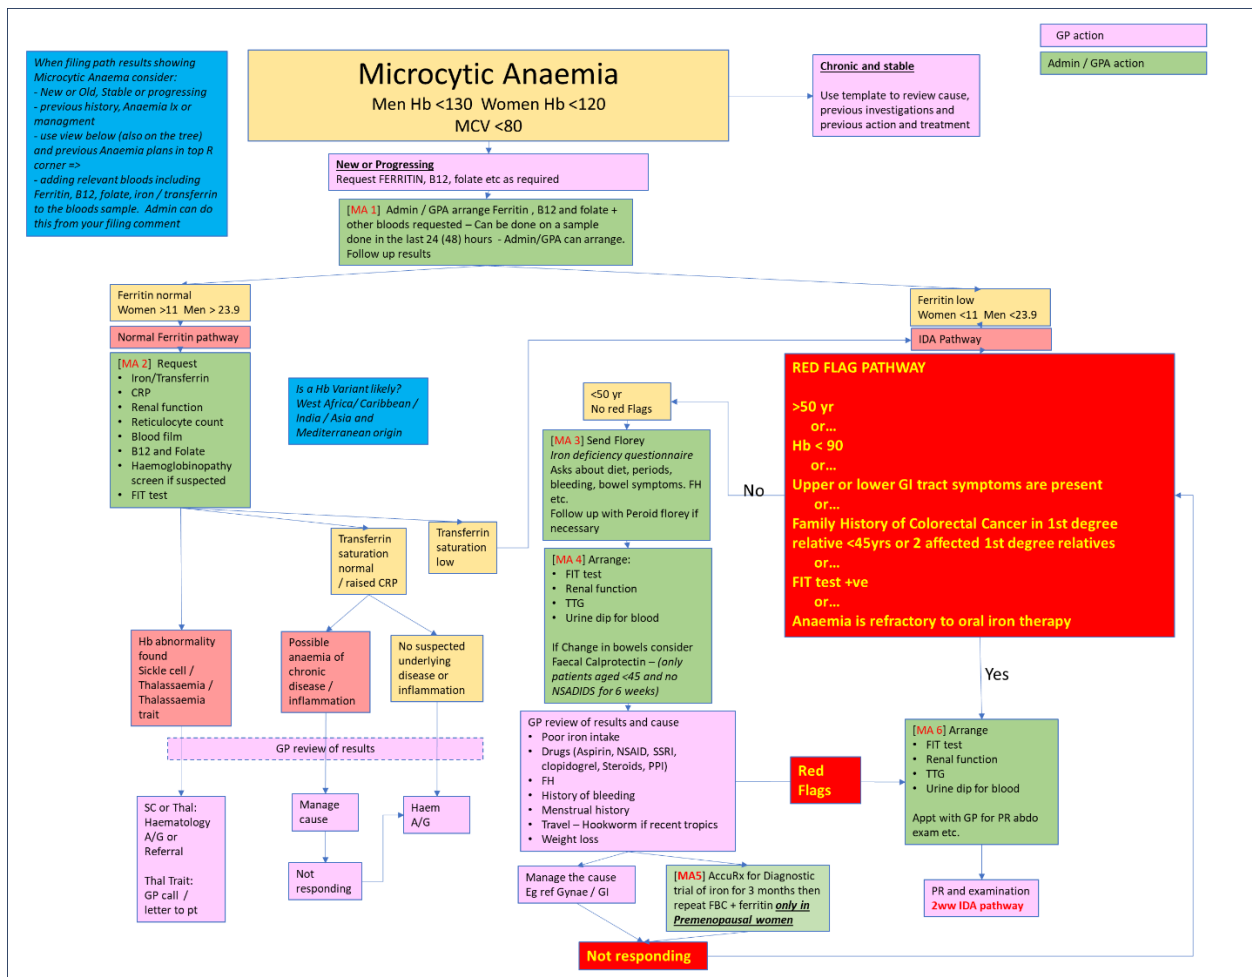 When filing path results showing
Microcytic Anaema consider:
- New or Old, Stable or progressing
- previous history, Anaemia Ix or
managment
- use view below (also on the tree)
and previous Anaemia plans in top R
corner =>
- adding relevant bloods including
Ferritin, B12, folate, iron / transferrin
to the bloods sample. Admin can do
this from your filing comment
Microcytic Anaemia
Men Hb <130 Women Hb <120
MCV <80
Chronic and stable
Use template to review cause,
previous investigations and
previous action and treatment
GP action
Admin / GPA action
New or Progressing
Request FERRITIN, B12, folate etc as required
[MA 1] Admin / GPA arrange Ferritin , B12 and folate +
other bloods requested – Can be done on a sample
done in the last 24 (48) hours - Admin/GPA can arrange.
Follow up results
Ferritin normal
Women >11 Men > 23.9
Normal Ferritin pathway
[MA 2] Request
• Iron/Transferrin
• CRP
• Renal function
• Reticulocyte count
• Blood film
• B12 and Folate
• Haemoglobinopathy
screen if suspected
• FIT test
Is a Hb Variant likely?
West Africa/ Caribbean /
India / Asia and
Mediterranean origin
Ferritin low
Women <11 Men <23.9
IDA Pathway
RED FLAG PATHWAY
>50 yr
or...
Hb < 90
or...
Upper or lower GI tract symptoms are present
or...
Family History of Colorectal Cancer in 1st degree
relative <45yrs or 2 affected 1st degree relatives
or...
FIT test +ve
or...
Anaemia is refractory to oral iron therapy
No
Yes
<50 yr
No red Flags
[MA 3] Send Florey
Iron deficiency questionnaire
Asks about diet, periods,
bleeding, bowel symptoms. FH
etc.
Follow up with Peroid florey if
necessary
[MA 4] Arrange:
• FIT test
• Renal function
• TTG
• Urine dip for blood
If Change in bowels consider
Faecal Calprotectin – (only
patients aged <45 and no
NSADIDS for 6 weeks)
Transferrin
saturation
normal
/ raised CRP
Transferrin
saturation
low
Hb abnormality
found
Sickle cell /
Thalassaemia /
Thalassaemia
trait
Possible
anaemia of
chronic
disease /
inflammation
No suspected
underlying
disease or
inflammation
GP review of results
SC or Thal:
Haematology
A/G or
Referral
Thal Trait:
GP call /
letter to pt
Manage
cause
Not
responding
Haem
A/G
GP review of results and cause
• Poor iron intake
• Drugs (Aspirin, NSAID, SSRI,
clopidogrel, Steroids, PPI)
• FH
• History of bleeding
• Menstrual history
• Travel – Hookworm if recent tropics
• Weight loss
Red
Flags
[MA 6] Arrange
• FIT test
• Renal function
• TTG
• Urine dip for blood
Appt with GP for PR abdo
exam etc.
PR and examination
2ww IDA pathway
Manage the cause
Eg ref Gynae / GI
[MA5] AccuRx for Diagnostic
trial of iron for 3 months then
repeat FBC + ferritin only in
Premenopausal women
Not responding